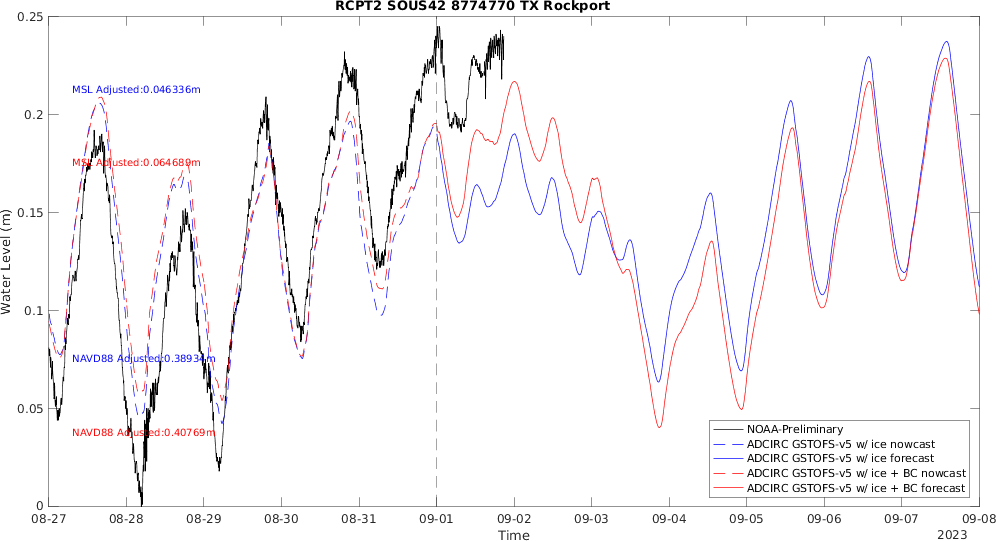 RCPT2 SOUS42 8774770 TX Rockport
0.25
0.2
0.15
0.1
0.05
0
Water Level (m)
MSL Adjusted:0.046336m
MSL Adjusted:0.064689m
NAVD88 Adjusted:0.38934m
NAVD88 Adjusted:0.40769m
NOAA-Preliminary
ADCIRC GSTOFS-v5 w/ ice nowcast
ADCIRC GSTOFS-v5 w/ ice forecast
ADCIRC GSTOFS-v5 w/ ice + BC nowcast
ADCIRC GSTOFS-v5 w/ ice + BC forecast
08-27 08-28 08-29 08-30 08-31 09-01 09-02 09-03 09-04 09-05 09-06 09-07 09-08
Time
2023